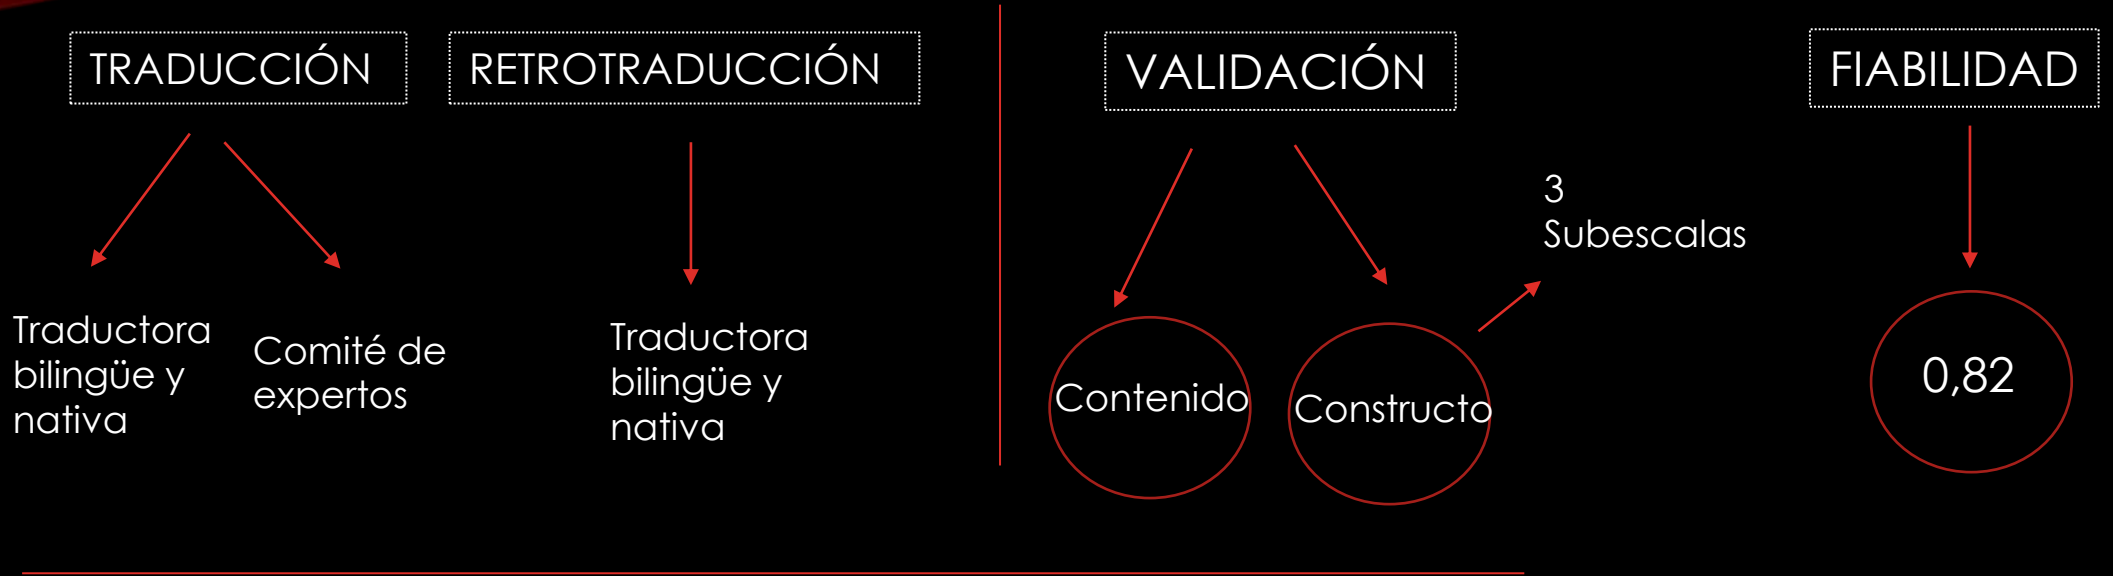 TRADUCCIÓN
Traductora
bilingüe y
nativa
Comité de
expertos
RETROTRADUCCIÓN
Traductora
bilingüe y
nativa
VALIDACIÓN
Contenido
Constructo
3
Subescalas
FIABILIDAD
0,82